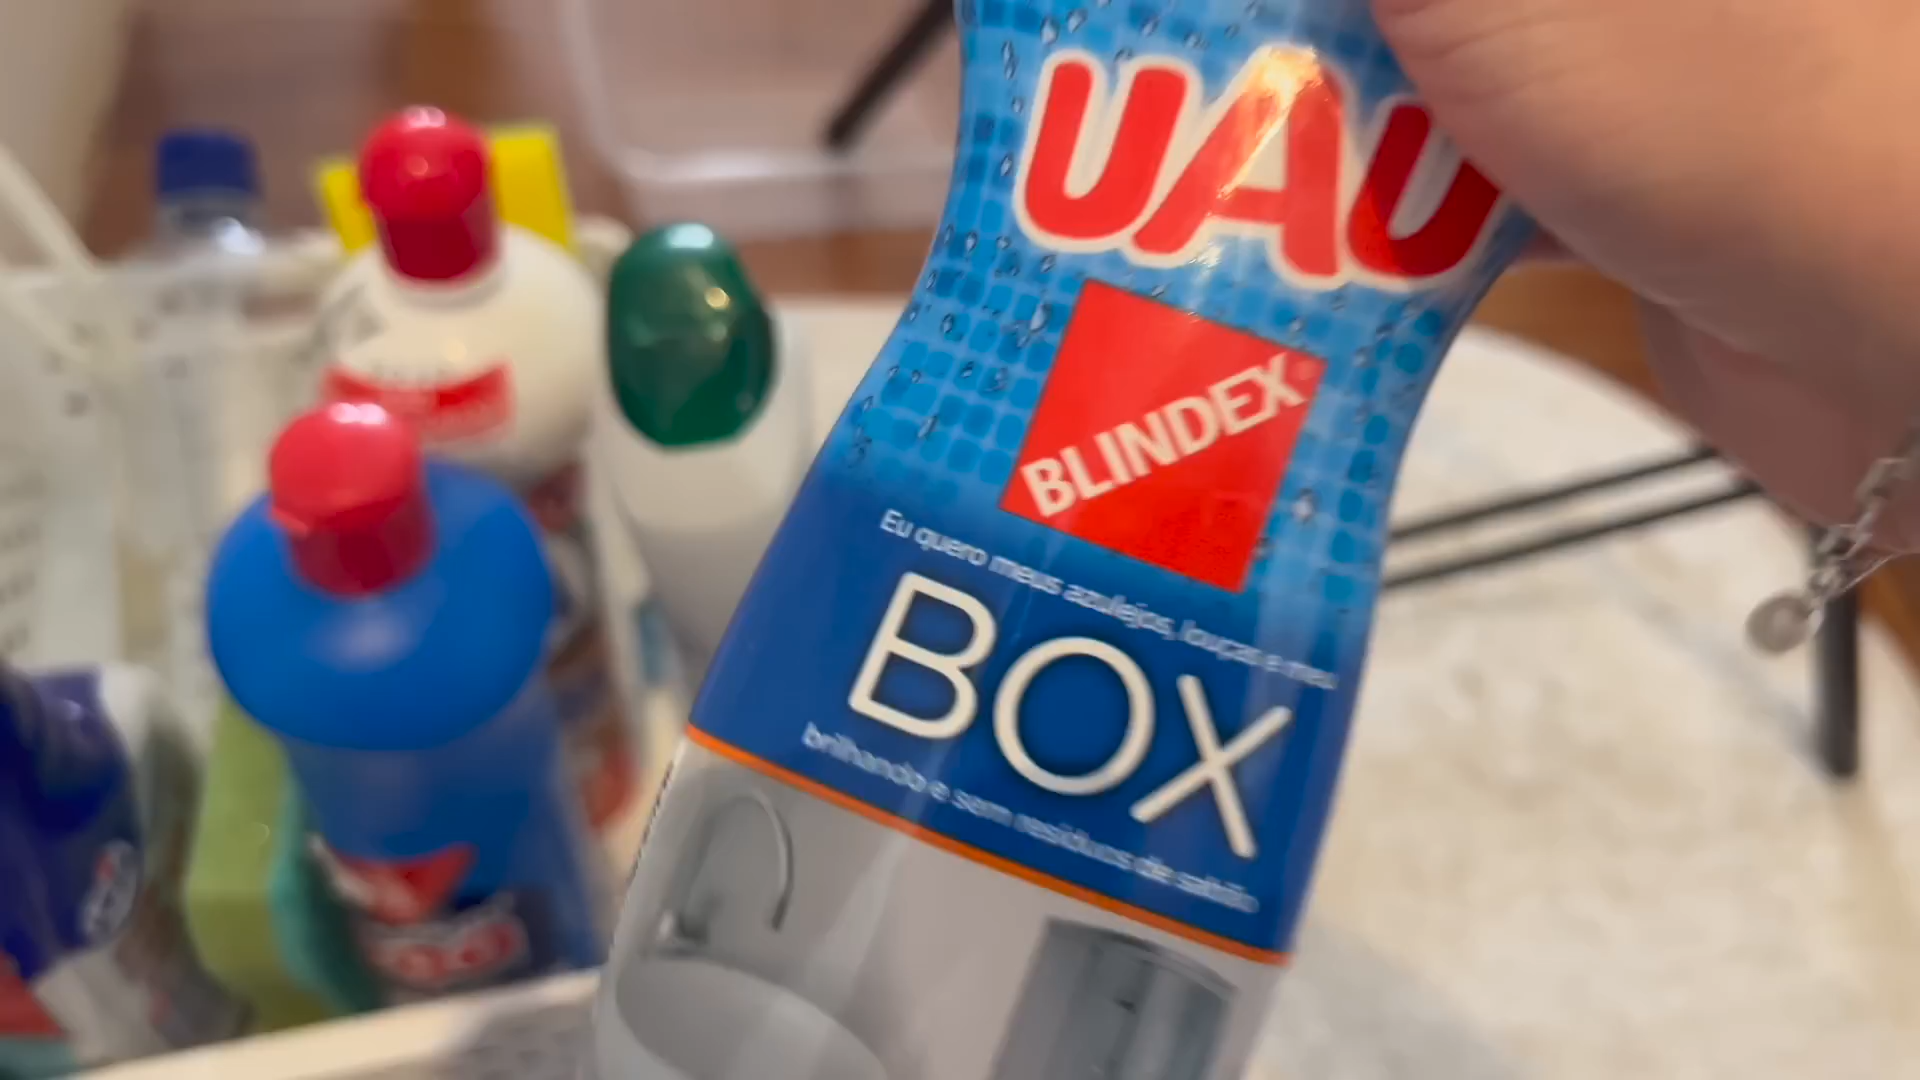 UAU
BLINDEX
Eu quero meus azulejos, louças e meu
BOX
brilhando e sem resíduos de sabão